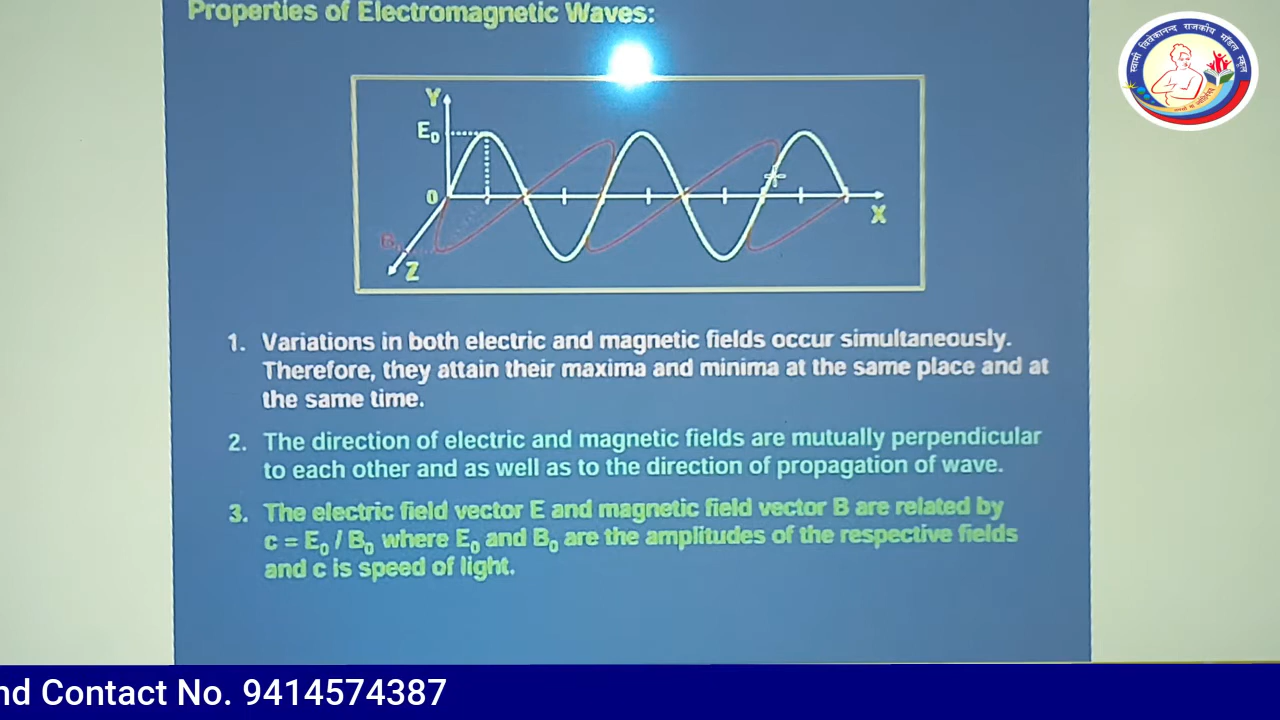 Properties of Electromagnetic Waves:
स्वामी विवेकानन्द राजकीय मॉडल स्कूल
Y
E₀
0
X
B₀
Z
1. Variations in both electric and magnetic fields occur simultaneously.
Therefore, they attain their maxima and minima at the same place and at
the same time.
2. The direction of electric and magnetic fields are mutually perpendicular
to each other and as well as to the direction of propagation of wave.
3. The electric field vector E and magnetic field vector B are related by
c = E₀ / B₀ where E₀ and B₀ are the amplitudes of the respective fields
and c is speed of light.
nd Contact No. 9414574387